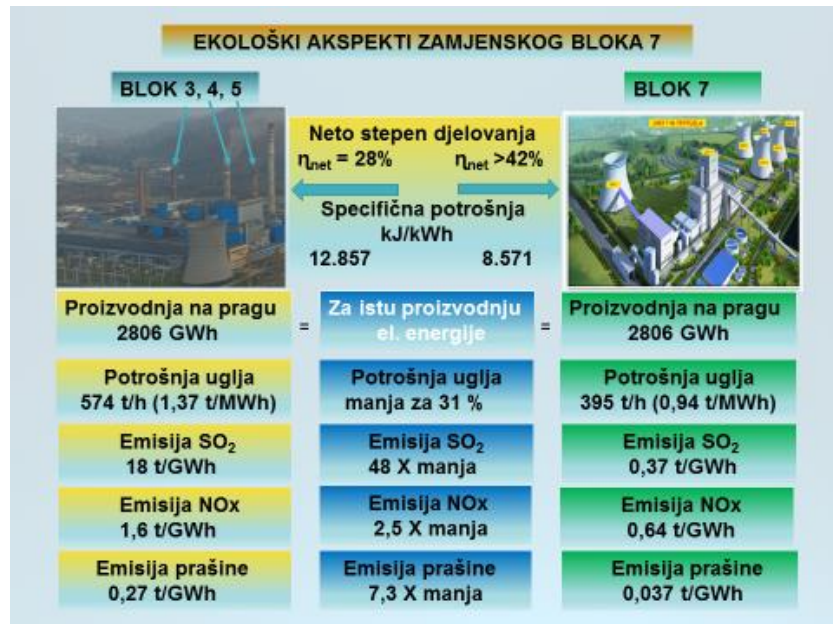 EKOLOŠKI AKSPEKTI ZAMJENSKOG BLOKA 7
BLOK 3, 4, 5
BLOK 7
Neto stepen djelovanja
ηnet = 28% ηnet >42%
Specifična potrošnja
kJ/kWh
12.857 8.571
Proizvodnja na pragu
2806 GWh
=
Za istu proizvodnju
el. energije
=
Proizvodnja na pragu
2806 GWh
Potrošnja uglja
574 t/h (1,37 t/MWh)
Potrošnja uglja
manja za 31 %
Potrošnja uglja
395 t/h (0,94 t/MWh)
Emisija SO₂
18 t/GWh
Emisija SO₂
48 X manja
Emisija SO₂
0,37 t/GWh
Emisija NOx
1,6 t/GWh
Emisija NOx
2,5 X manja
Emisija NOx
0,64 t/GWh
Emisija prašine
0,27 t/GWh
Emisija prašine
7,3 X manja
Emisija prašine
0,037 t/GWh